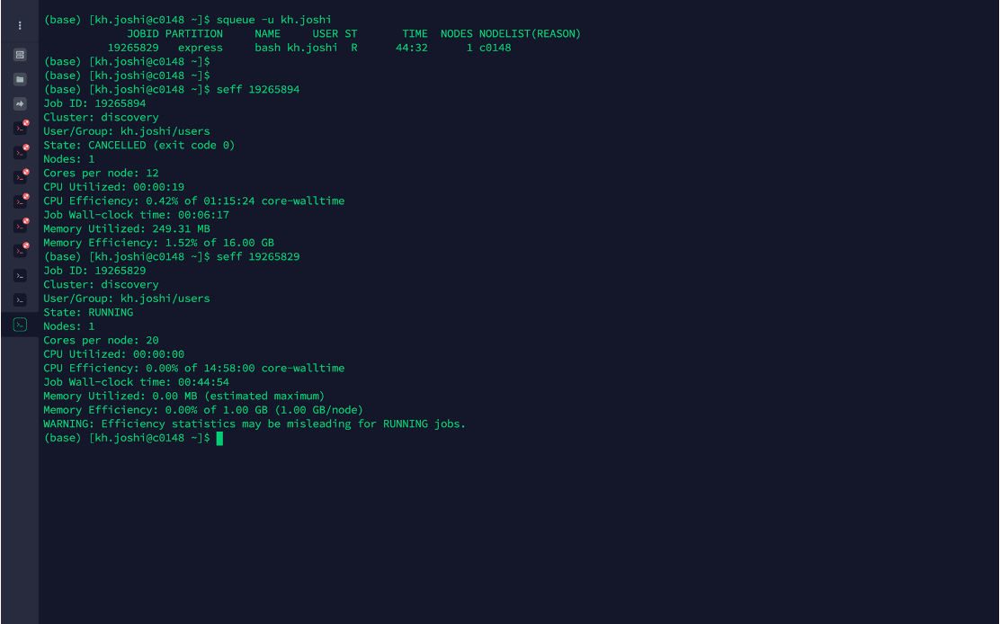 (base) [kh.joshi@c0148 ~]$ squeue -u kh.joshi
             JOBID PARTITION     NAME     USER ST       TIME  NODES NODELIST(REASON)
          19265829   express     bash kh.joshi  R      44:32      1 c0148
(base) [kh.joshi@c0148 ~]$
(base) [kh.joshi@c0148 ~]$
(base) [kh.joshi@c0148 ~]$ seff 19265894
Job ID: 19265894
Cluster: discovery
User/Group: kh.joshi/users
State: CANCELLED (exit code 0)
Nodes: 1
Cores per node: 12
CPU Utilized: 00:00:19
CPU Efficiency: 0.42% of 01:15:24 core-walltime
Job Wall-clock time: 00:06:17
Memory Utilized: 249.31 MB
Memory Efficiency: 1.52% of 16.00 GB
(base) [kh.joshi@c0148 ~]$ seff 19265829
Job ID: 19265829
Cluster: discovery
User/Group: kh.joshi/users
State: RUNNING
Nodes: 1
Cores per node: 20
CPU Utilized: 00:00:00
CPU Efficiency: 0.00% of 14:58:00 core-walltime
Job Wall-clock time: 00:44:54
Memory Utilized: 0.00 MB (estimated maximum)
Memory Efficiency: 0.00% of 1.00 GB (1.00 GB/node)
WARNING: Efficiency statistics may be misleading for RUNNING jobs.
(base) [kh.joshi@c0148 ~]$